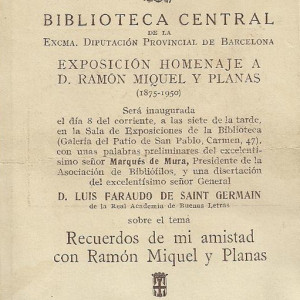 BIBLIOTECA CENTRAL
DE LA
EXCMA. DIPUTACIÓN PROVINCIAL DE BARCELONA
EXPOSICIÓN HOMENAJE A
D. RAMÓN MIQUEL Y PLANAS
(1875-1950)
Será inaugurada
el día 8 del corriente, a las siete de la tarde,
en la Sala de Exposiciones de la Biblioteca
(Galería del Patio de San Pablo, Carmen, 47),
con unas palabras preliminares del excelentí-
simo señor Marqués de Mura, Presidente de la
Asociación de Bibliófilos, y una disertación
del excelentísimo señor General
D. LUIS FARAUDO DE SAINT GERMAIN
de la Real Academia de Buenas Letras
sobre el tema
Recuerdos de mi amistad
con Ramón Miquel y Planas